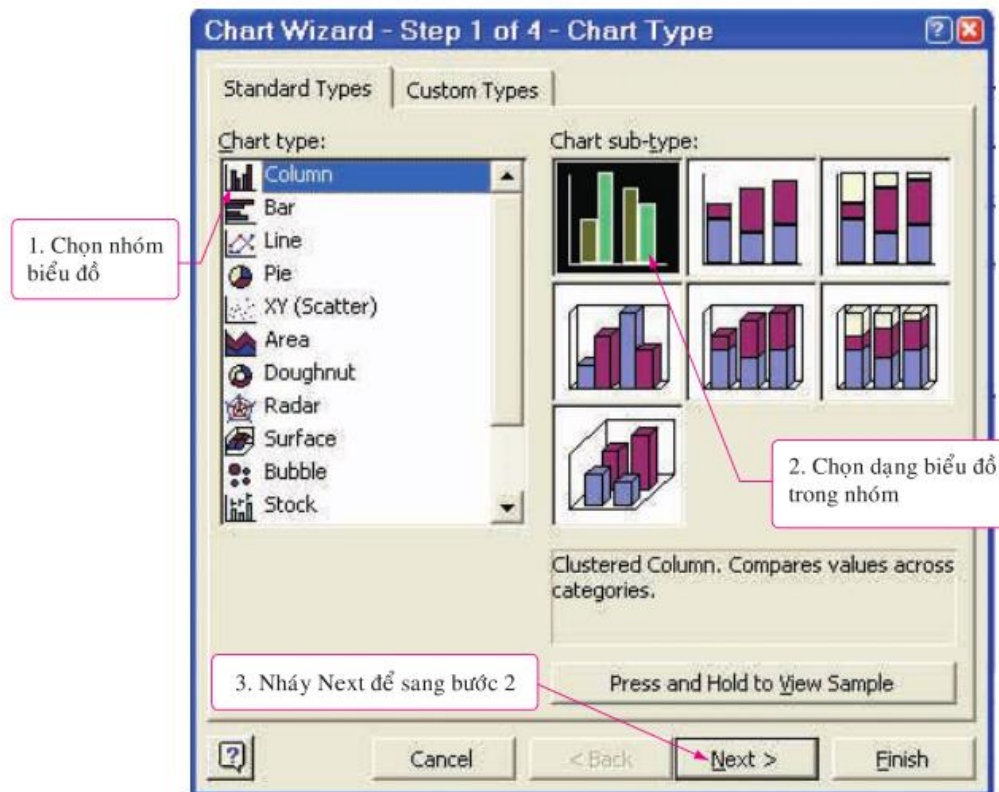 Chart Wizard - Step 1 of 4 - Chart Type
Standard Types
Custom Types
Chart type:
Column
Bar
Line
Pie
XY (Scatter)
Area
Doughnut
Radar
Surface
Bubble
Stock
Chart sub-type:
1. Chọn nhóm
biểu đồ
2. Chọn dạng biểu đồ
trong nhóm
Clustered Column. Compares values across
categories.
3. Nháy Next để sang bước 2
Press and Hold to View Sample
Cancel
< Back
Next >
Finish